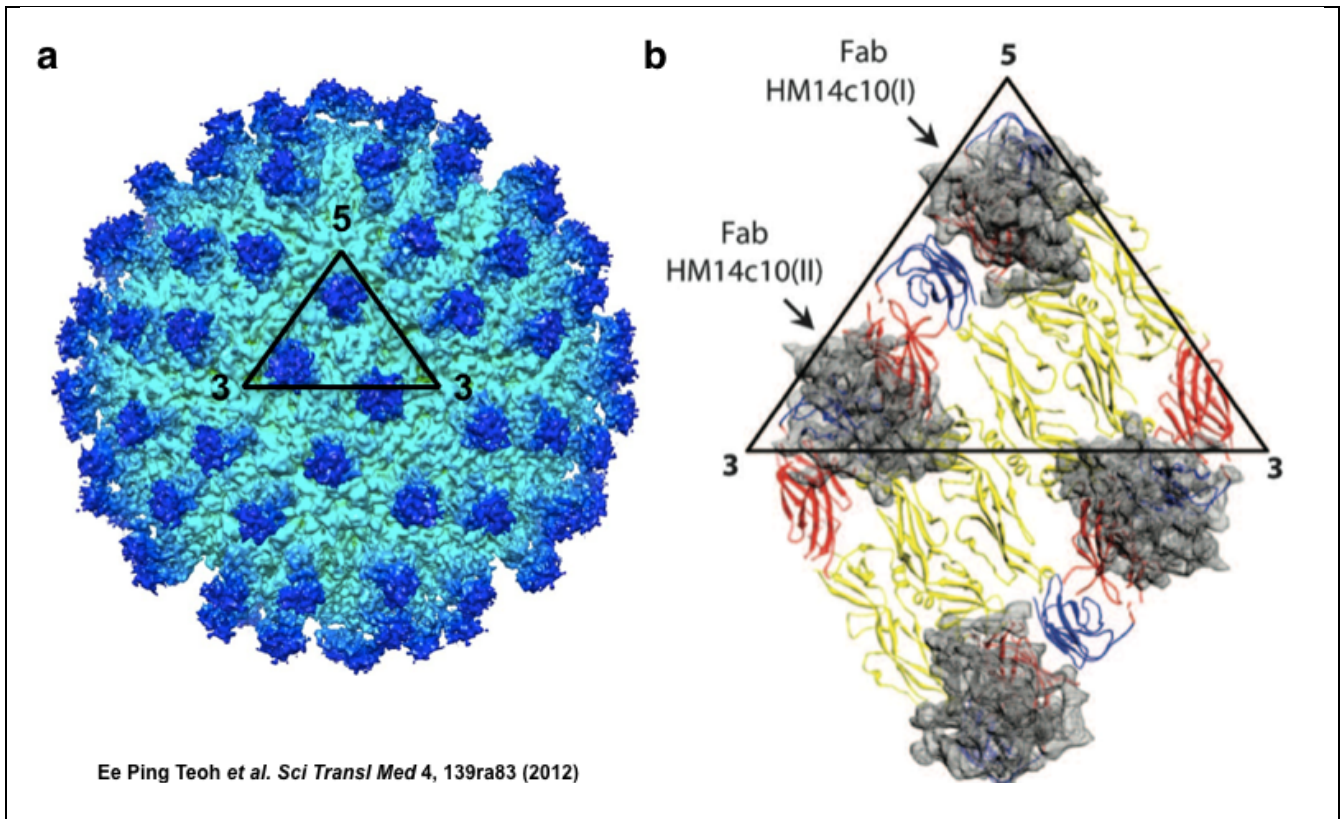 a
5
3 3
b
Fab
HM14c10(I)
5
Fab
HM14c10(II)
3 3
Ee Ping Teoh et al. Sci Transl Med 4, 139ra83 (2012)